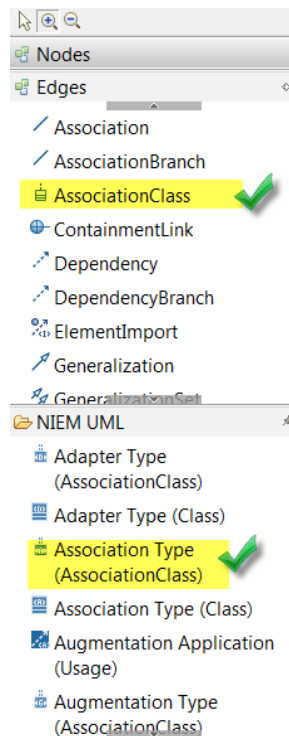 Nodes
Edges
Association
AssociationBranch
AssociationClass
ContainmentLink
Dependency
DependencyBranch
ElementImport
Generalization
GeneralizationSet
NIEM UML
Adapter Type
(AssociationClass)
Adapter Type (Class)
Association Type
(AssociationClass)
Association Type (Class)
Augmentation Application
(Usage)
Augmentation Type
(AssociationClass)